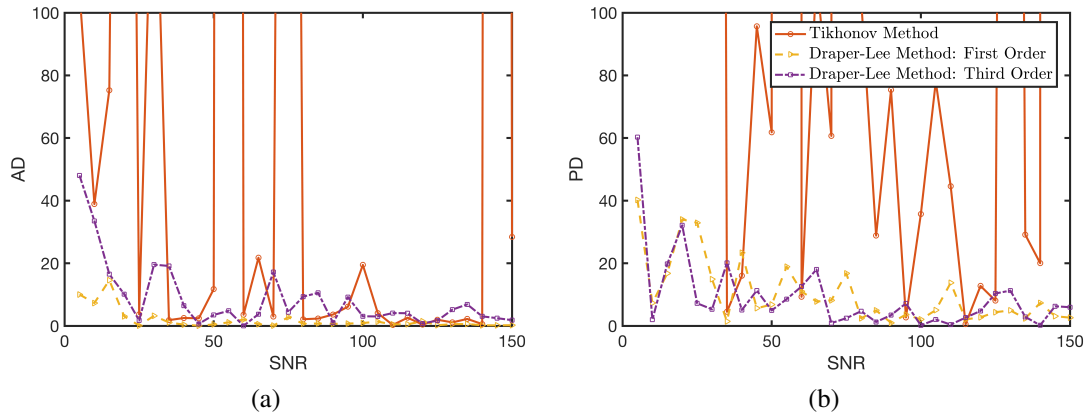 100
80
60
40
20
0
AD
50
100
150
SNR
(a)
100
80
60
40
20
0
PD
0
50
100
150
SNR
(b)
Tikhonov Method
Draper-Lee Method: First Order
Draper-Lee Method: Third Order